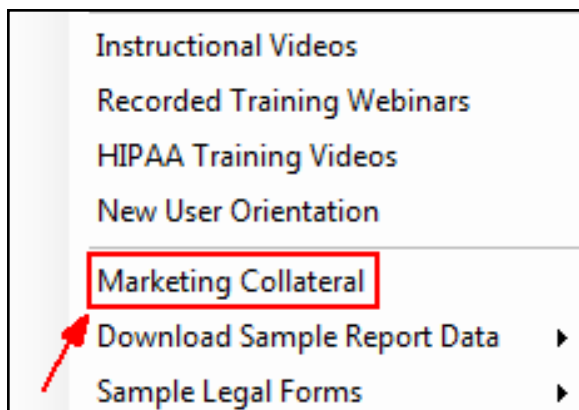 Instructional Videos
Recorded Training Webinars
HIPAA Training Videos
New User Orientation
Marketing Collateral
Download Sample Report Data
Sample Legal Forms